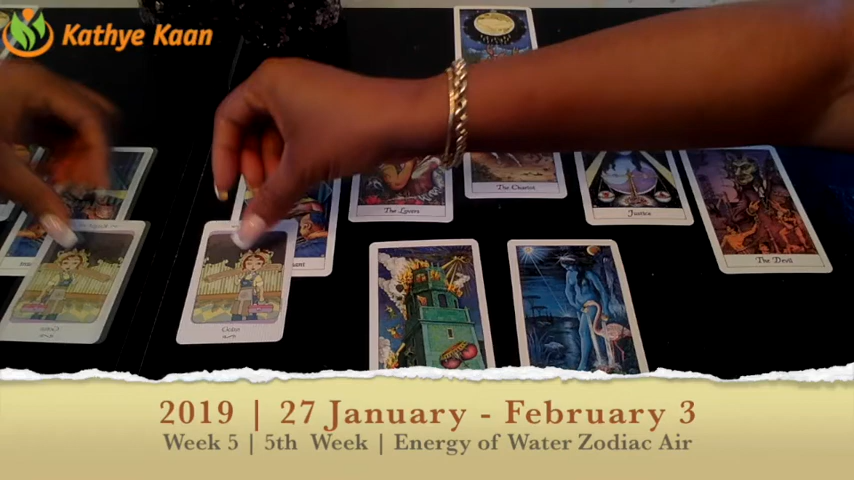 Kathye Kaan
The Lovers
The Chariot
Justice
The Devil
2019 | 27 January - February 3
Week 5 | 5th Week | Energy of Water Zodiac Air